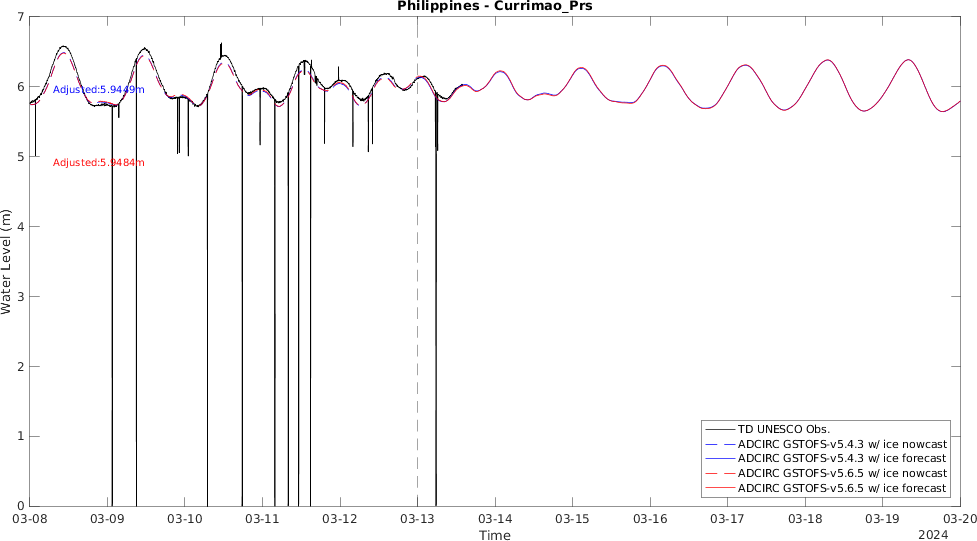 Philippines - Currimao_Prs
7
6
5
4
3
2
1
0
Water Level (m)
Adjusted:5.9449m
Adjusted:5.9484m
TD UNESCO Obs.
ADCIRC GSTOFS-v5.4.3 w/ ice nowcast
ADCIRC GSTOFS-v5.4.3 w/ ice forecast
ADCIRC GSTOFS-v5.6.5 w/ ice nowcast
ADCIRC GSTOFS-v5.6.5 w/ ice forecast
03-08 03-09 03-10 03-11 03-12 03-13 03-14 03-15 03-16 03-17 03-18 03-19 03-20
Time
2024